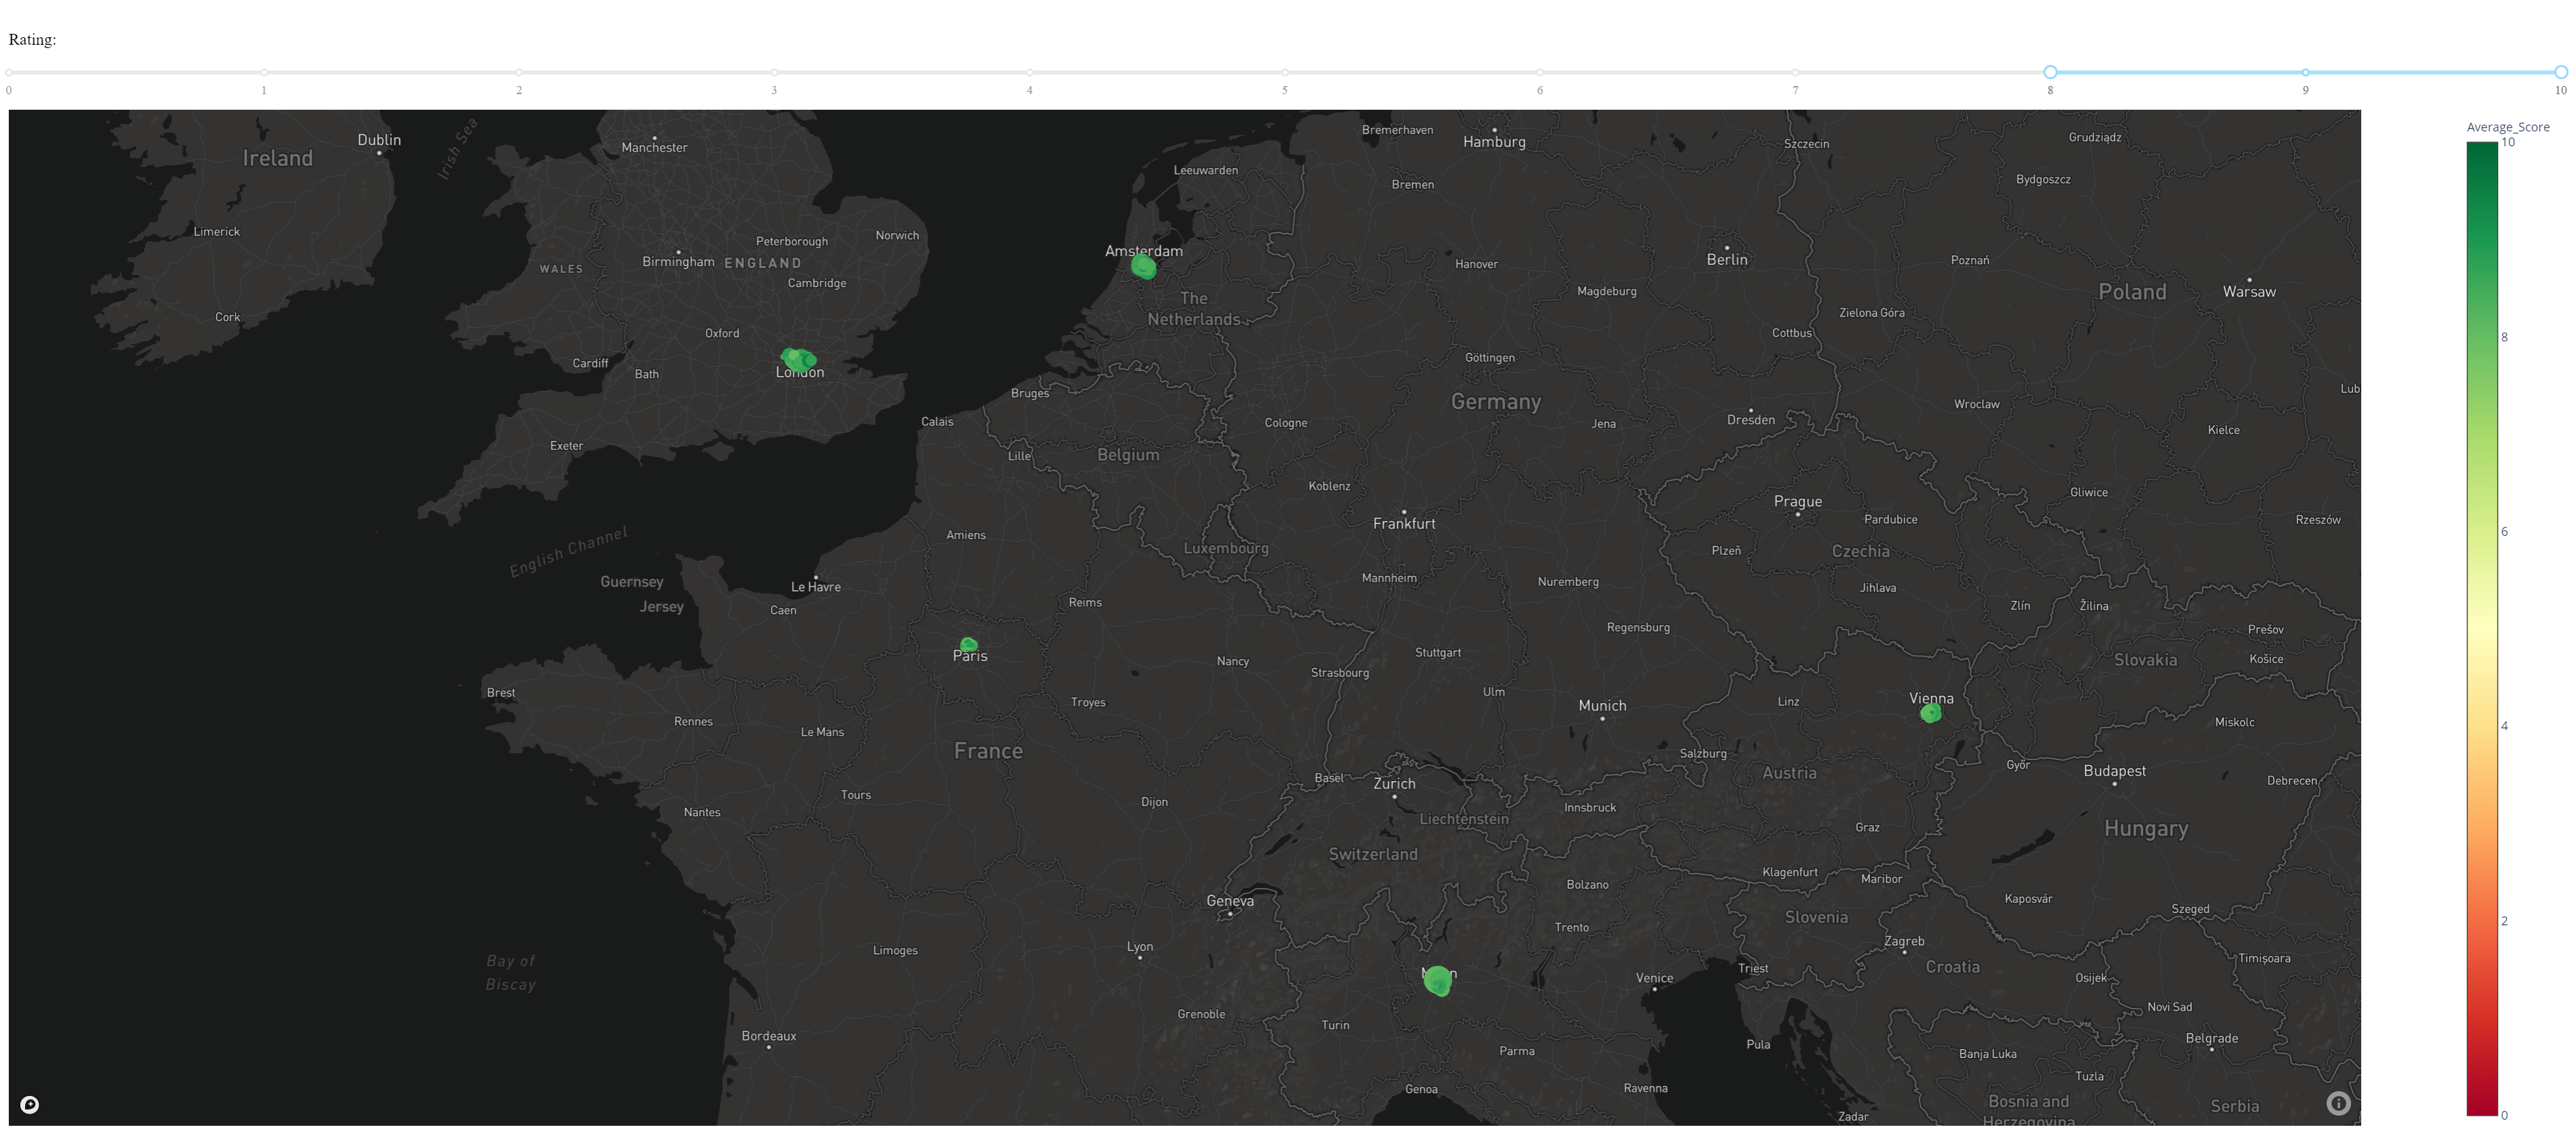 Rating:
0 1 2 3 4 5 6 7 8 9 10
Average_Score
10
8
6
4
2
0
Dublin
Ireland
Irish Sea
Manchester
Limerick
Cork
WALES
Birmingham
ENGLAND
Peterborough
Norwich
Cambridge
Oxford
Cardiff
Bath
London
Exeter
English Channel
Guernsey
Jersey
Bremerhaven
Hamburg
Leeuwarden
Bremen
Amsterdam
The
Netherlands
Hanover
Magdeburg
Berlin
Szczecin
Grudziądz
Bydgoszcz
Poznań
Poland
Warsaw
Zielona Góra
Cottbus
Göttingen
Germany
Bruges
Calais
Lille
Belgium
Cologne
Jena
Dresden
Wroclaw
Kielce
Lub
Koblenz
Frankfurt
Prague
Pardubice
Gliwice
Rzeszów
Amiens
Luxembourg
Plzeň
Czechia
Le Havre
Caen
Reims
Mannheim
Nuremberg
Jihlava
Zlín
Žilina
Prešov
Košice
Slovakia
Paris
Nancy
Strasbourg
Stuttgart
Regensburg
Brest
Rennes
Le Mans
Troyes
Ulm
Munich
Linz
Vienna
Miskolc
France
Salzburg
Austria
Győr
Budapest
Debrecen
Nantes
Tours
Dijon
Basel
Zurich
Liechtenstein
Innsbruck
Graz
Hungary
Switzerland
Klagenfurt
Maribor
Bolzano
Kaposvár
Szeged
Geneva
Trento
Slovenia
Zagreb
Croatia
Timișoara
Limoges
Lyon
Venice
Triest
Osijek
Novi Sad
Bay of
Biscay
Grenoble
Turin
Bordeaux
Parma
Pula
Banja Luka
Belgrade
Genoa
Ravenna
Tuzla
Zadar
Bosnia and
Herzegovina
Serbia